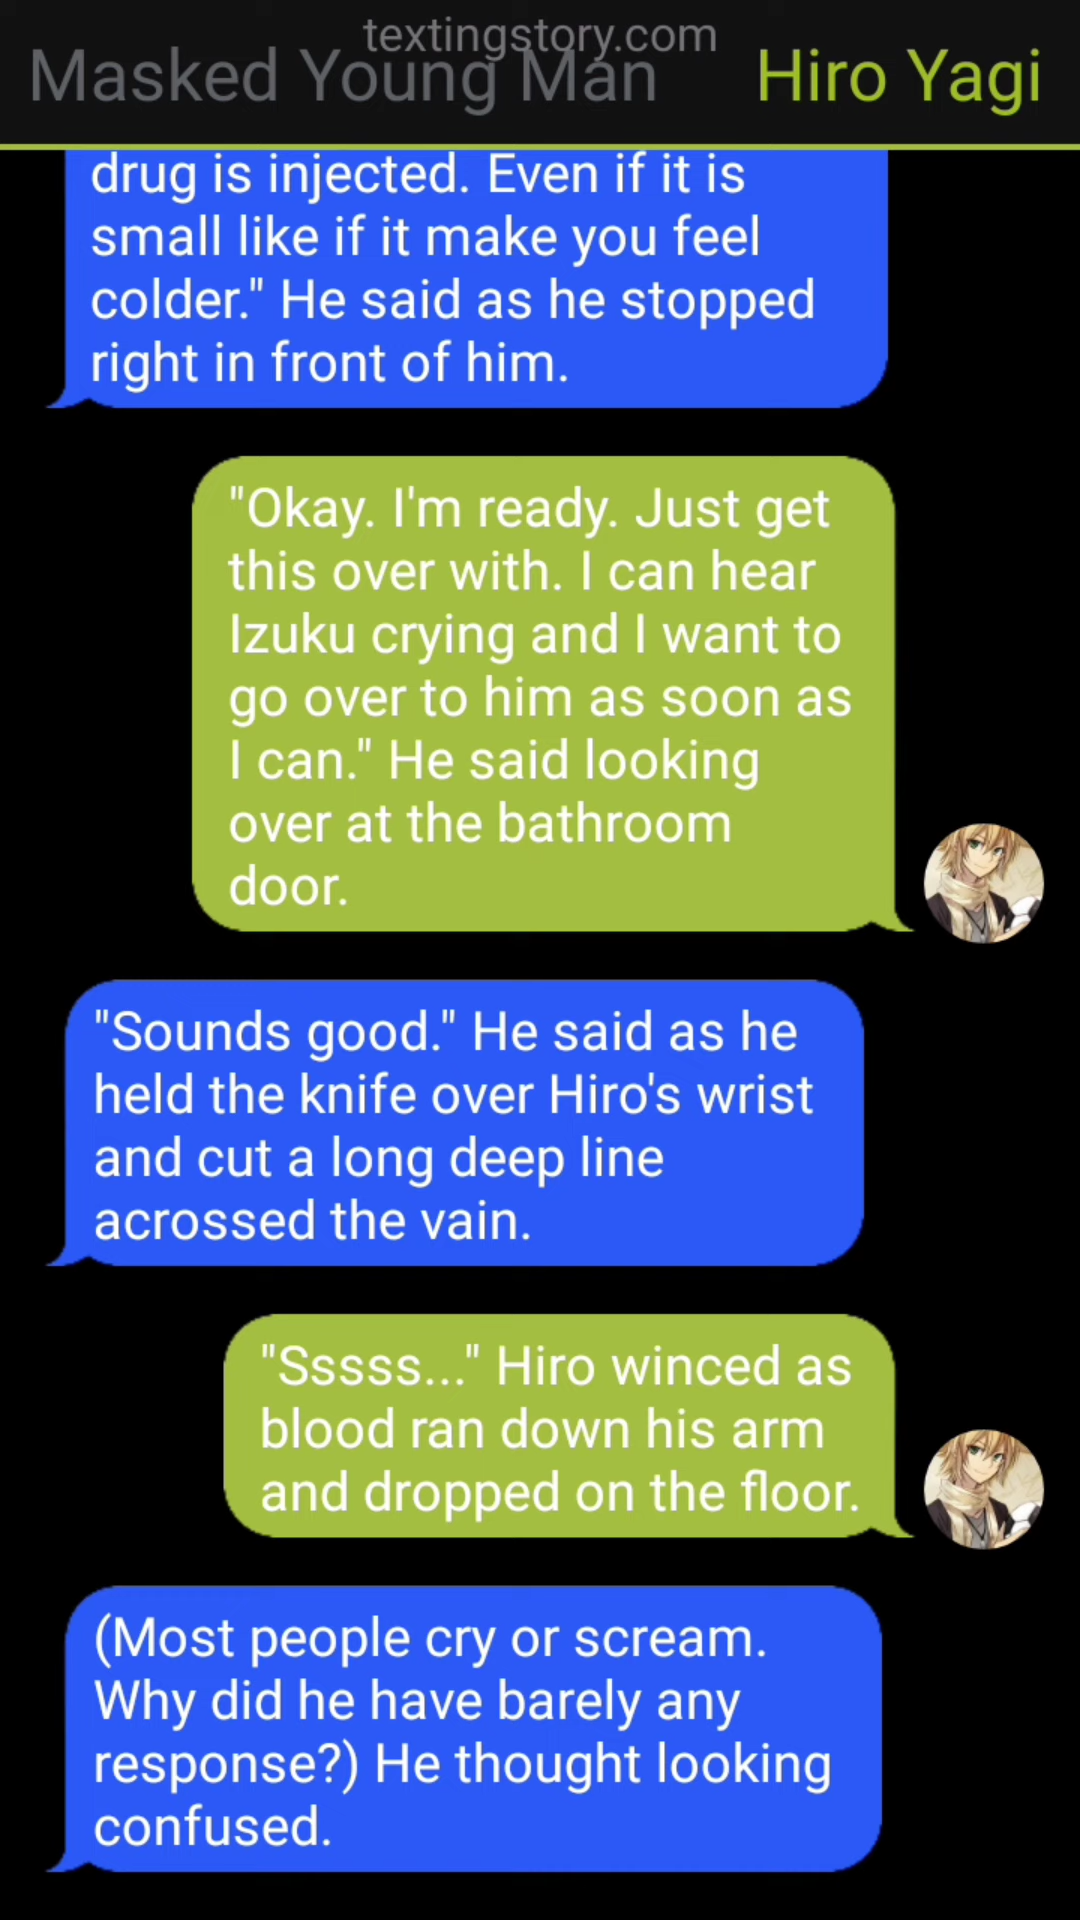 textingstory.com
Masked Young Man Hiro Yagi
drug is injected. Even if it is
small like if it make you feel
colder." He said as he stopped
right in front of him.
"Okay. I'm ready. Just get
this over with. I can hear
Izuku crying and I want to
go over to him as soon as
I can." He said looking
over at the bathroom
door.
"Sounds good." He said as he
held the knife over Hiro's wrist
and cut a long deep line
acrossed the vain.
"Sssss..." Hiro winced as
blood ran down his arm
and dropped on the floor.
(Most people cry or scream.
Why did he have barely any
response?) He thought looking
confused.